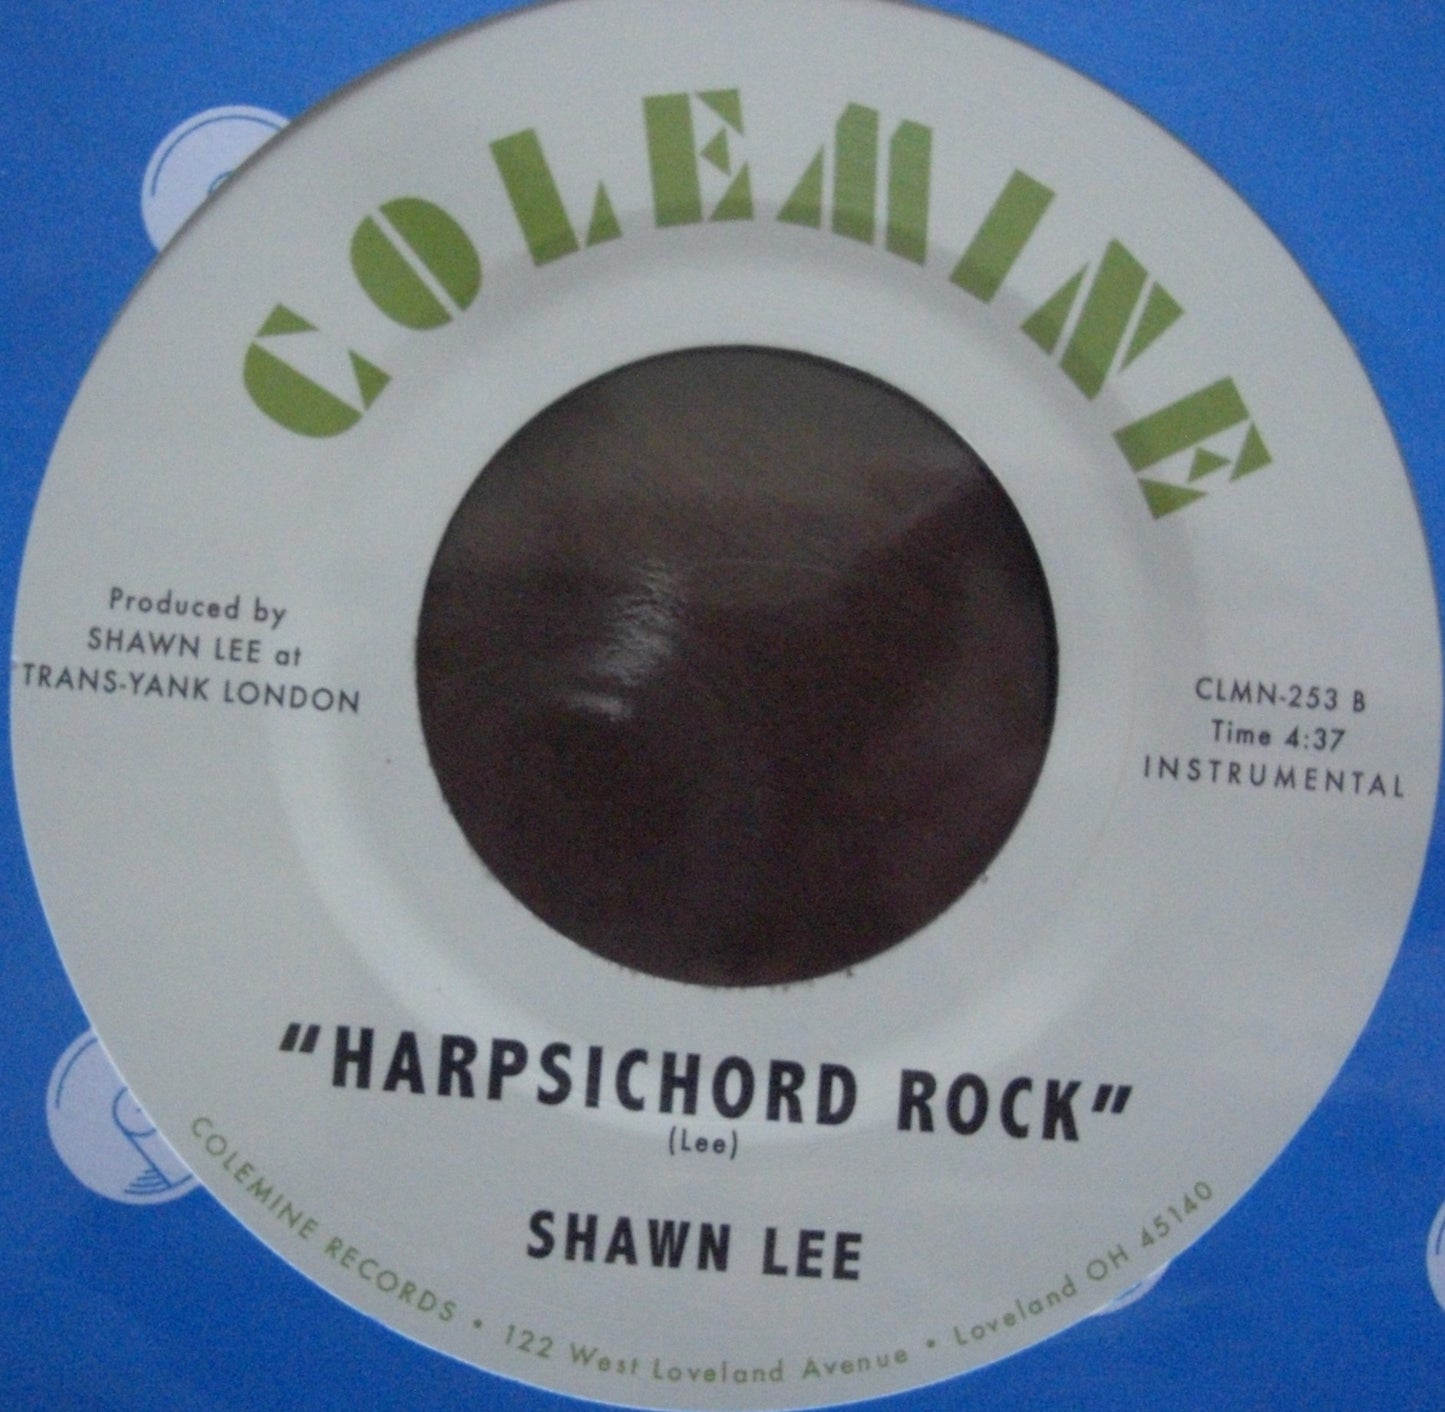 COLEMINE
Produced by
SHAWN LEE at
TRANS-YANK LONDON
CLMN-253 B
Time 4:37
INSTRUMENTAL
"HARPSICHORD ROCK"
(Lee)
SHAWN LEE
COLEMINE RECORDS • 122 West Loveland Avenue • Loveland OH 45140